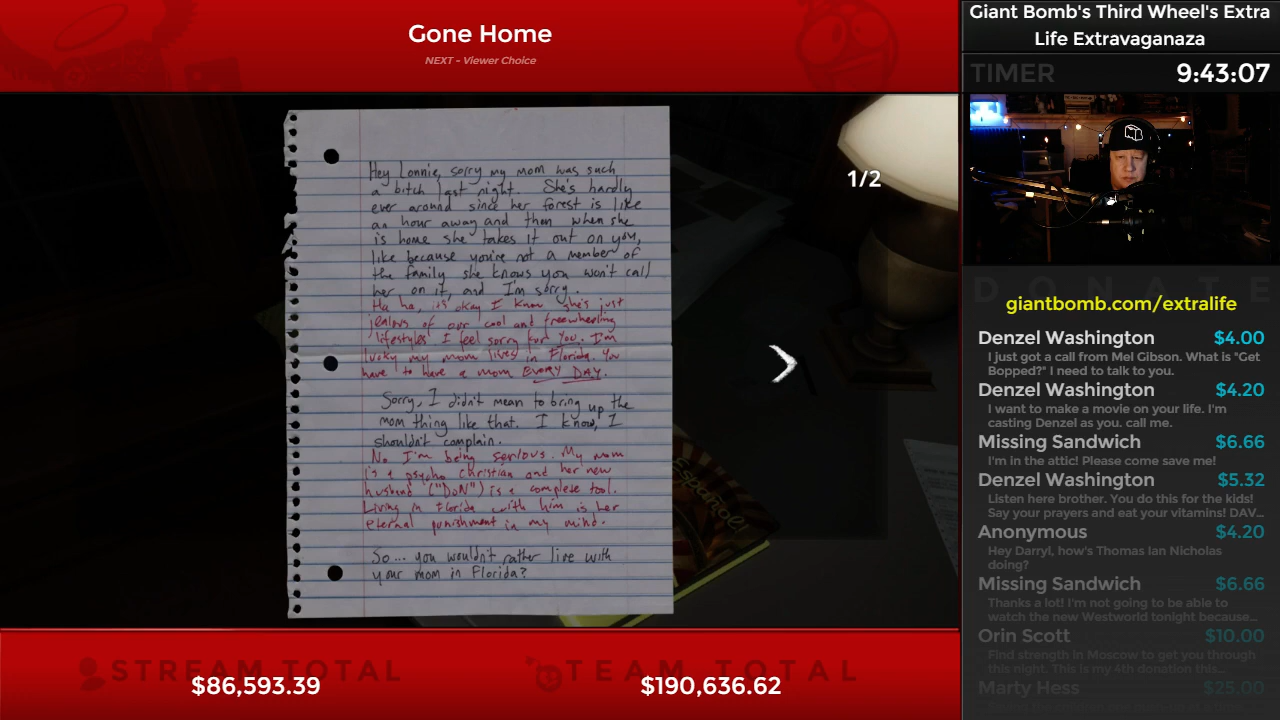 Gone Home
NEXT - Viewer Choice
Giant Bomb's Third Wheel's Extra
Life Extravaganaza
TIMER
9:43:07
Hey Lonnie, sorry my mom was such
a bitch last night. She's hardly
ever around since her forest is like
an hour away and then when she
is home she takes it out on you,
like because you're not a member of
the family she knows you won't call
her on it, and I'm sorry.
Ha ha, its okay I know she's just
jealous of our cool and freewheeling
lifestyles I feel sorry for you. I'm
lucky my mom lives in Florida. You
have to have a mom EVERY DAY.
Sorry, I didn't mean to bring up the
mom thing like that. I know, I
shouldn't complain.
No I'm being serious. My mom
is a psycho christian and her new
husband ("DoN") is a complete tool.
Living in Florida with him is her
eternal punishment in my mind.
So... you wouldn't rather live with
your mom in Florida?
1/2
Español!
DONATE
giantbomb.com/extralife
Denzel Washington $4.00
I just got a call from Mel Gibson. What is "Get
Bopped?" I need to talk to you.
Denzel Washington $4.20
I want to make a movie on your life. I'm
casting Denzel as you. call me.
Missing Sandwich $6.66
I'm in the attic! Please come save me!
Denzel Washington $5.32
Listen here brother. You do this for the kids!
Say your prayers and eat your vitamins! DAV...
Anonymous $4.20
Hey Darryl, how's Thomas Ian Nicholas
doing?
Missing Sandwich $6.66
Thanks a lot! I'm not going to be able to
watch the new Westworld tonight because...
Orin Scott $10.00
Find strength in Moscow to get you through
this night. This is my 4th donation this...
Marty Hess $25.00
STREAM TOTAL
$86,593.39
TEAM TOTAL
$190,636.62